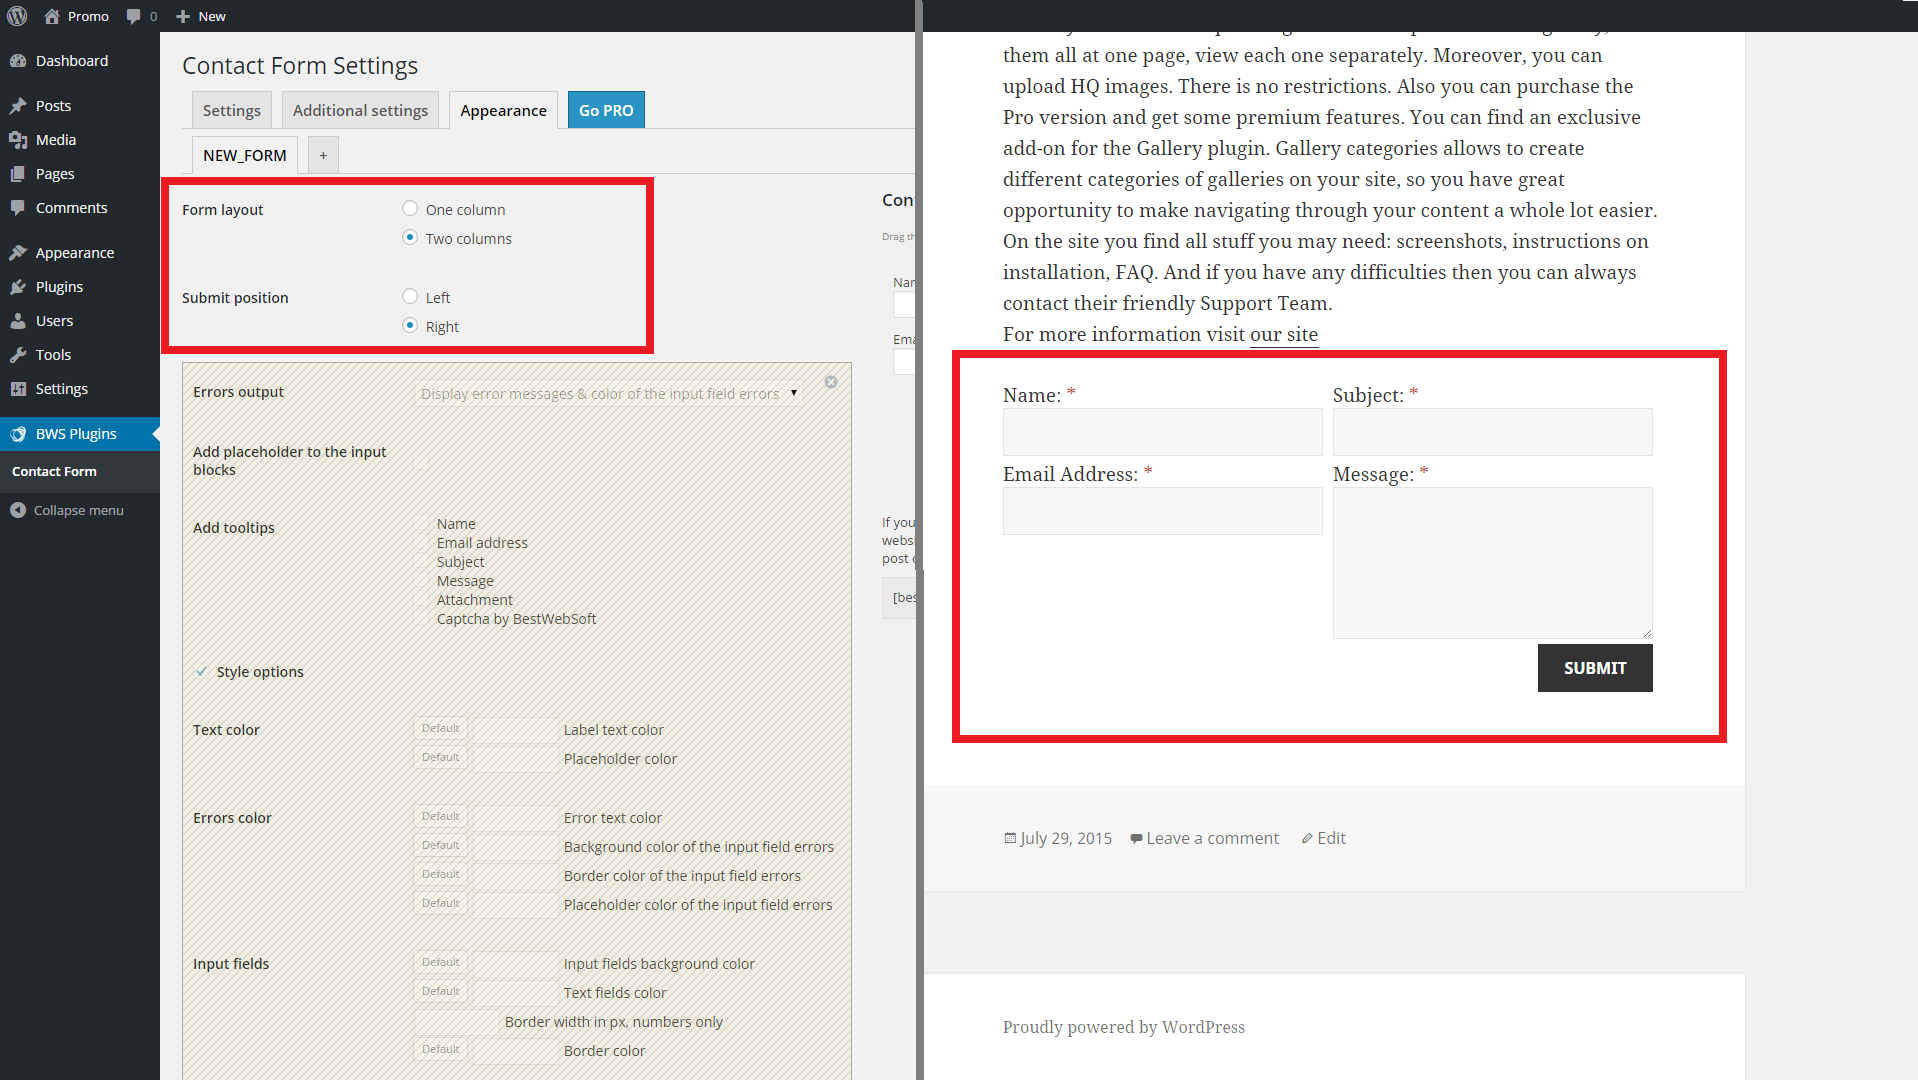 Promo
0
New
Dashboard
Posts
Media
Pages
Comments
Appearance
Plugins
Users
Tools
Settings
BWS Plugins
Contact Form
Collapse menu
Contact Form Settings
Settings
Additional settings
Appearance
Go PRO
NEW_FORM
+
Form layout
One column
Two columns
Submit position
Left
Right
Errors output
Display error messages & color of the input field errors
Add placeholder to the input
blocks
Add tooltips
Name
Email address
Subject
Message
Attachment
Captcha by BestWebSoft
Style options
Text color
Default
Label text color
Default
Placeholder color
Errors color
Default
Error text color
Default
Background color of the input field errors
Default
Border color of the input field errors
Default
Placeholder color of the input field errors
Input fields
Default
Input fields background color
Default
Text fields color
Border width in px, numbers only
Default
Border color
Con
Drag th
Nar
Ema
If you
websi
post
[bes
them all at one page, view each one separately. Moreover, you can
upload HQ images. There is no restrictions. Also you can purchase the
Pro version and get some premium features. You can find an exclusive
add-on for the Gallery plugin. Gallery categories allows to create
different categories of galleries on your site, so you have great
opportunity to make navigating through your content a whole lot easier.
On the site you find all stuff you may need: screenshots, instructions on
installation, FAQ. And if you have any difficulties then you can always
contact their friendly Support Team.
For more information visit our site
Name: *
Subject: *
Email Address: *
Message: *
SUBMIT
July 29, 2015
Leave a comment
Edit
Proudly powered by WordPress